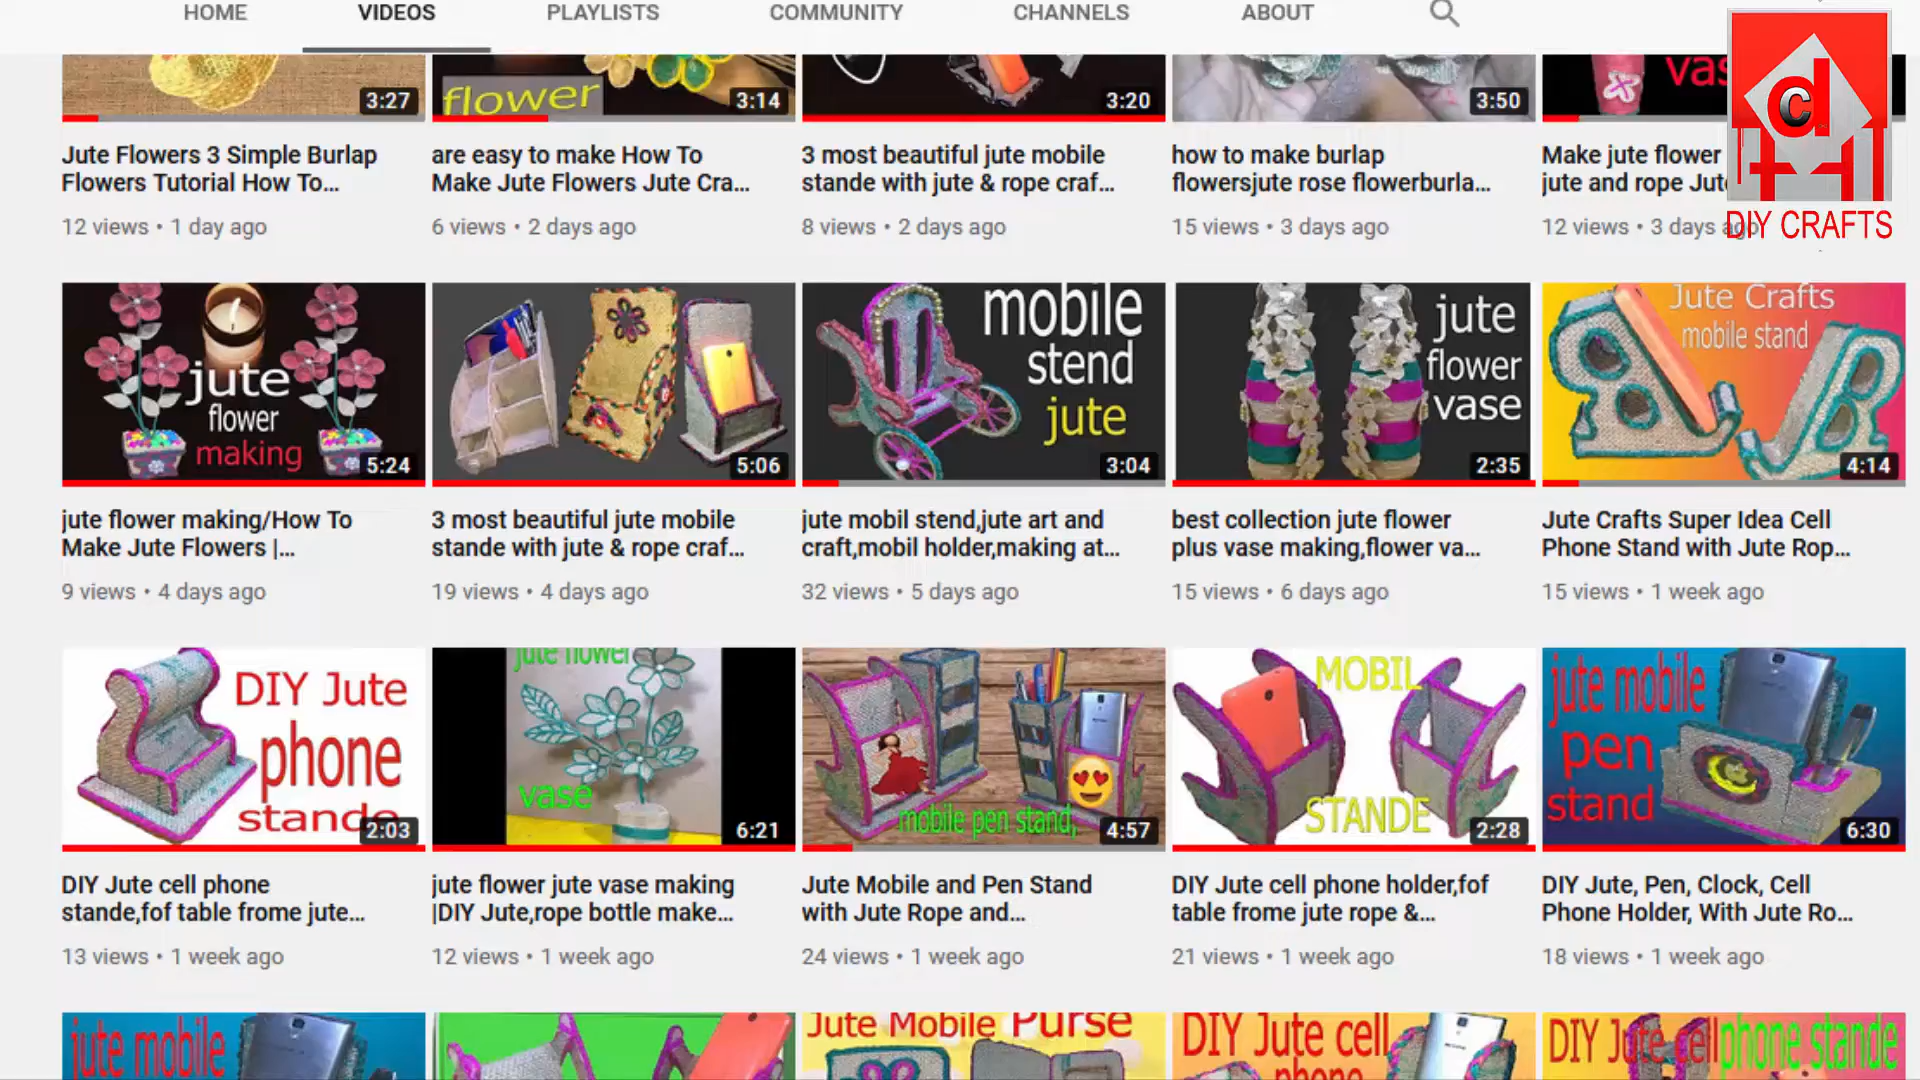 HOME VIDEOS PLAYLISTS COMMUNITY CHANNELS ABOUT
flower
vas
3:27
3:14
3:20
3:50
DIY CRAFTS
Jute Flowers 3 Simple Burlap
Flowers Tutorial How To...
12 views • 1 day ago
are easy to make How To
Make Jute Flowers Jute Cra...
6 views • 2 days ago
3 most beautiful jute mobile
stande with jute & rope craf...
8 views • 2 days ago
how to make burlap
flowersjute rose flowerburla...
15 views • 3 days ago
Make jute flower
jute and rope Jut
12 views • 3 days ago
jute
flower
making
5:24
5:06
mobile
stend
jute
3:04
jute
flower
vase
2:35
Jute Crafts
mobile stand
4:14
jute flower making/How To
Make Jute Flowers |...
9 views • 4 days ago
3 most beautiful jute mobile
stande with jute & rope craf...
19 views • 4 days ago
jute mobil stend,jute art and
craft,mobil holder,making at...
32 views • 5 days ago
best collection jute flower
plus vase making,flower va...
15 views • 6 days ago
Jute Crafts Super Idea Cell
Phone Stand with Jute Rop...
15 views • 1 week ago
DIY Jute
phone
stande
2:03
jute flower
vase
6:21
mobile pen stand,
4:57
MOBIL
STANDE
2:28
jute mobile
pen
stand
6:30
DIY Jute cell phone
stande,fof table frome jute...
13 views • 1 week ago
jute flower jute vase making
|DIY Jute,rope bottle make...
12 views • 1 week ago
Jute Mobile and Pen Stand
with Jute Rope and...
24 views • 1 week ago
DIY Jute cell phone holder,fof
table frome jute rope &...
21 views • 1 week ago
DIY Jute, Pen, Clock, Cell
Phone Holder, With Jute Ro...
18 views • 1 week ago
jute mobile
Jute Mobile Purse
DIY Jute cell
phone
DIY Jute cell phone stande